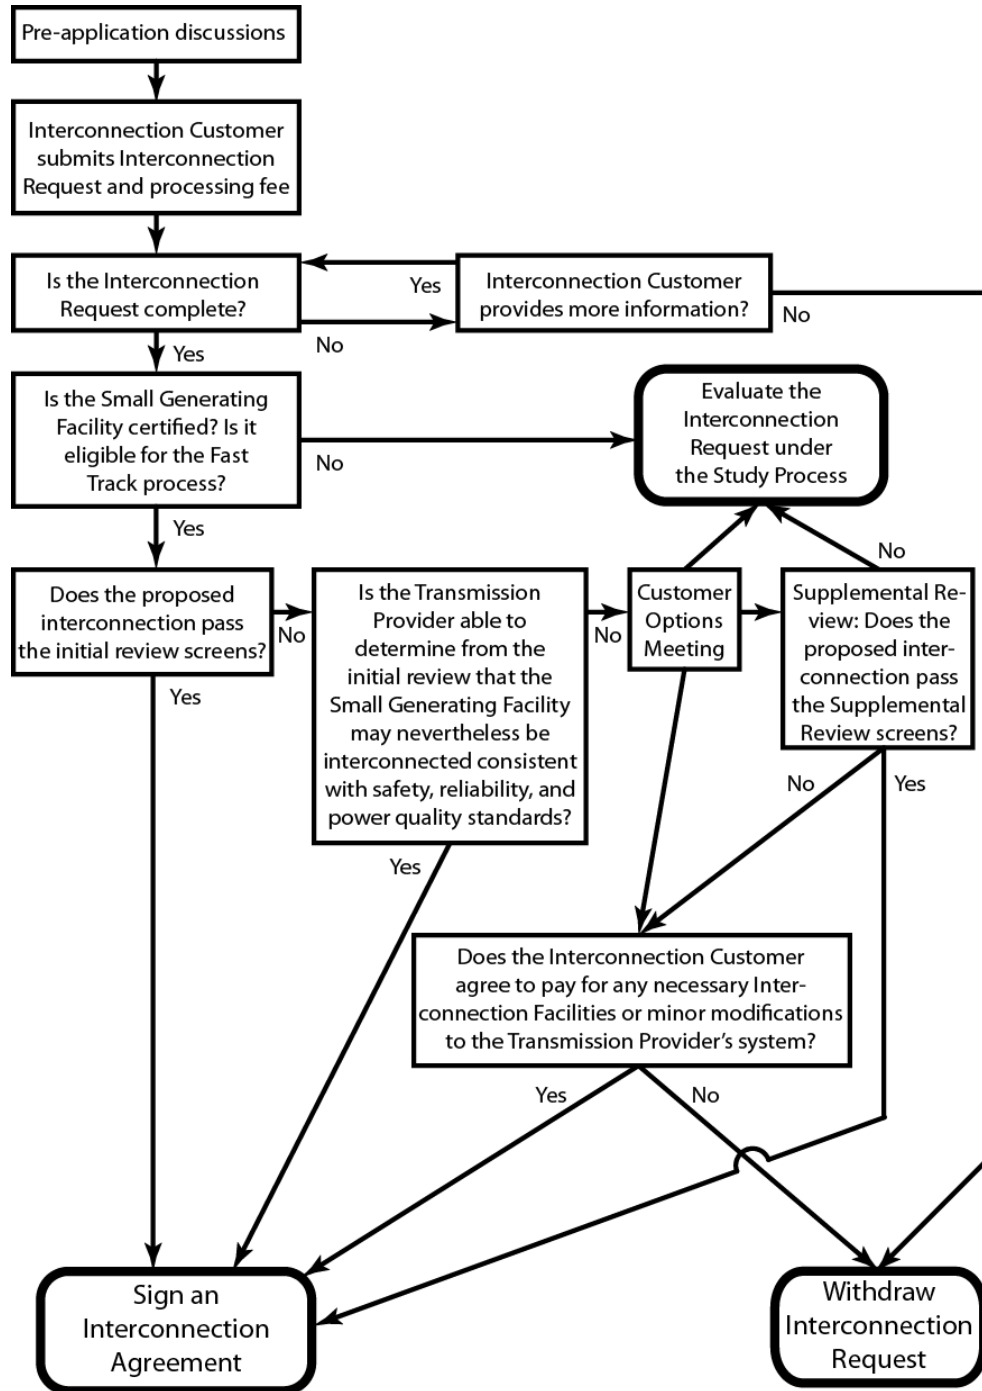 Pre-application discussions
Interconnection Customer
submits Interconnection
Request and processing fee
Is the Interconnection
Request complete?
Yes
No
Interconnection Customer
provides more information?
No
Yes
Is the Small Generating
Facility certified? Is it
eligible for the Fast
Track process?
No
Evaluate the
Interconnection
Request under
the Study Process
Yes
No
Does the proposed
interconnection pass
the initial review screens?
No
Yes
Is the Transmission
Provider able to
determine from the
initial review that the
Small Generating Facility
may nevertheless be
interconnected consistent
with safety, reliability, and
power quality standards?
No
Yes
Customer
Options
Meeting
Supplemental Re-
view: Does the
proposed inter-
connection pass
the Supplemental
Review screens?
No
Yes
Does the Interconnection Customer
agree to pay for any necessary Inter-
connection Facilities or minor modifications
to the Transmission Provider's system?
Yes
No
Sign an
Interconnection
Agreement
Withdraw
Interconnection
Request